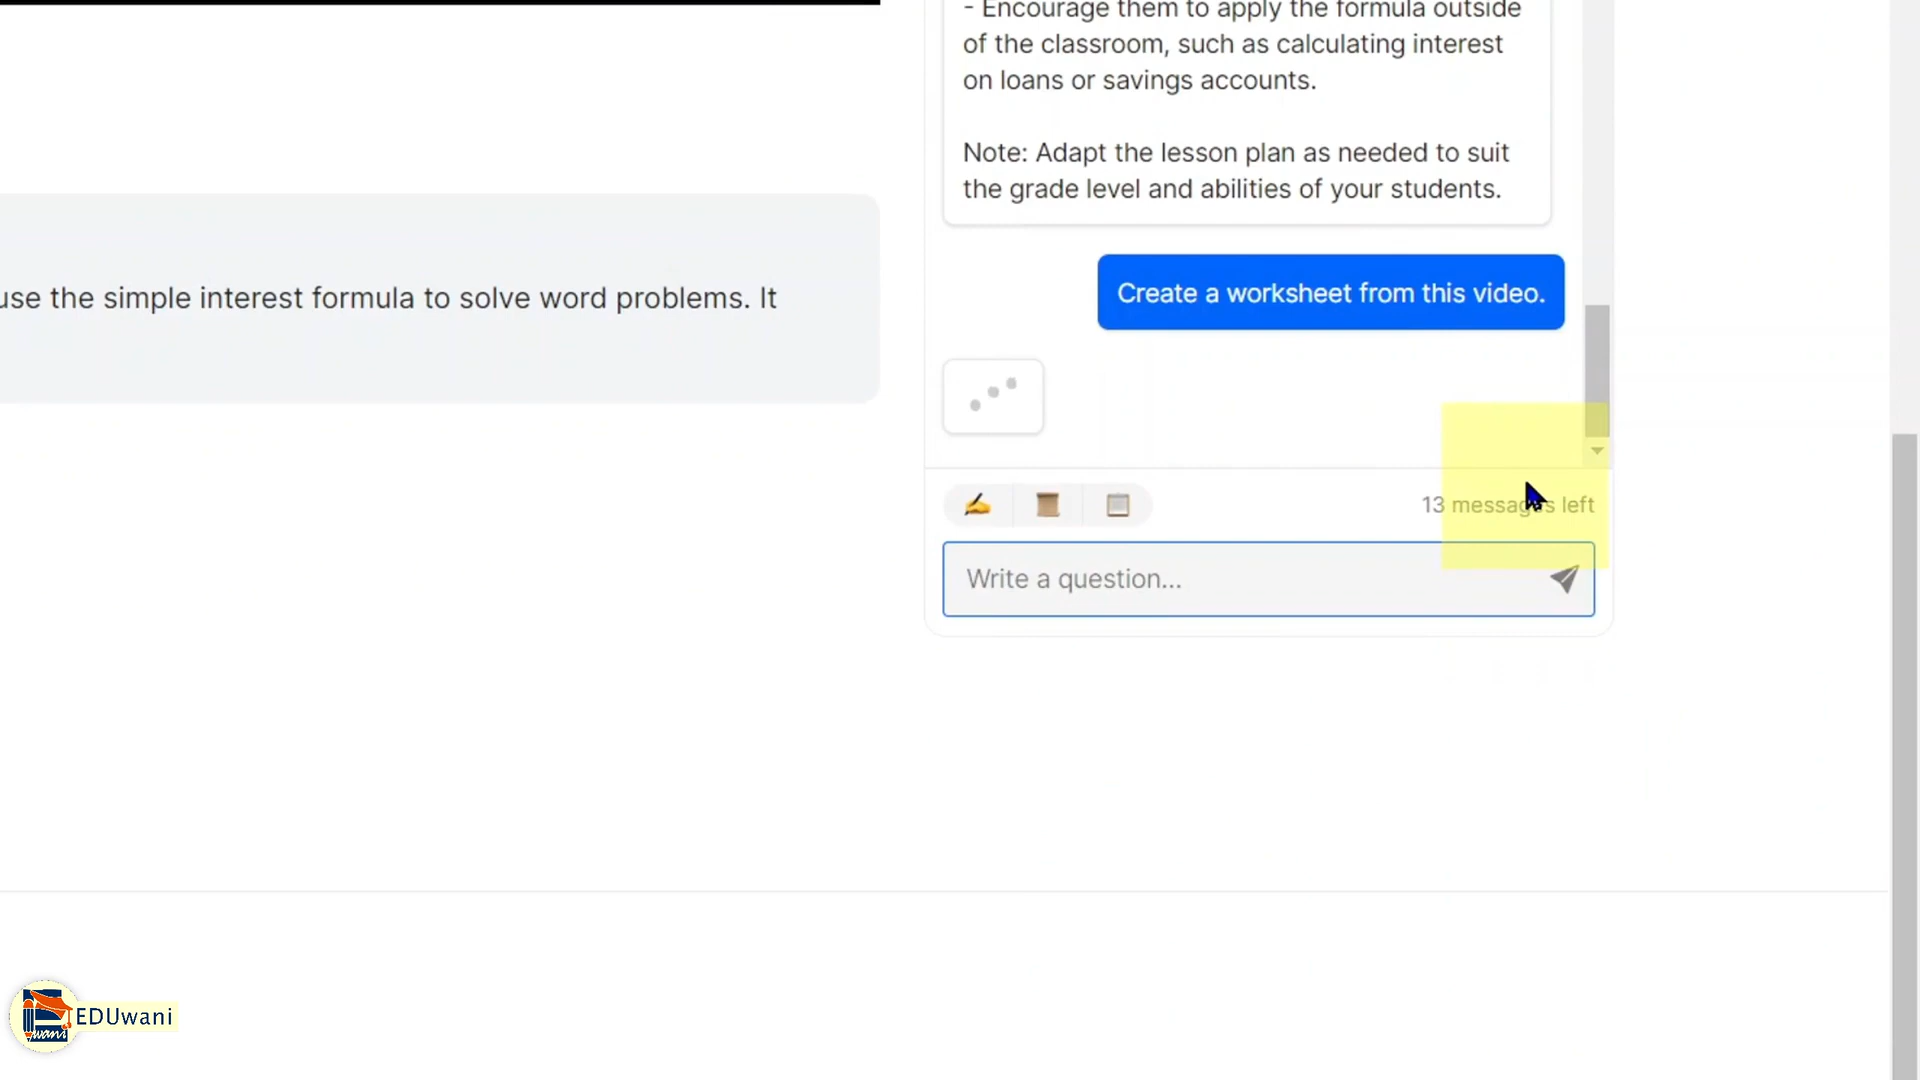 - Encourage them to apply the formula outside
of the classroom, such as calculating interest
on loans or savings accounts.
Note: Adapt the lesson plan as needed to suit
the grade level and abilities of your students.
Create a worksheet from this video.
use the simple interest formula to solve word problems. It
13 messages left
Write a question...
wani
EDUwani